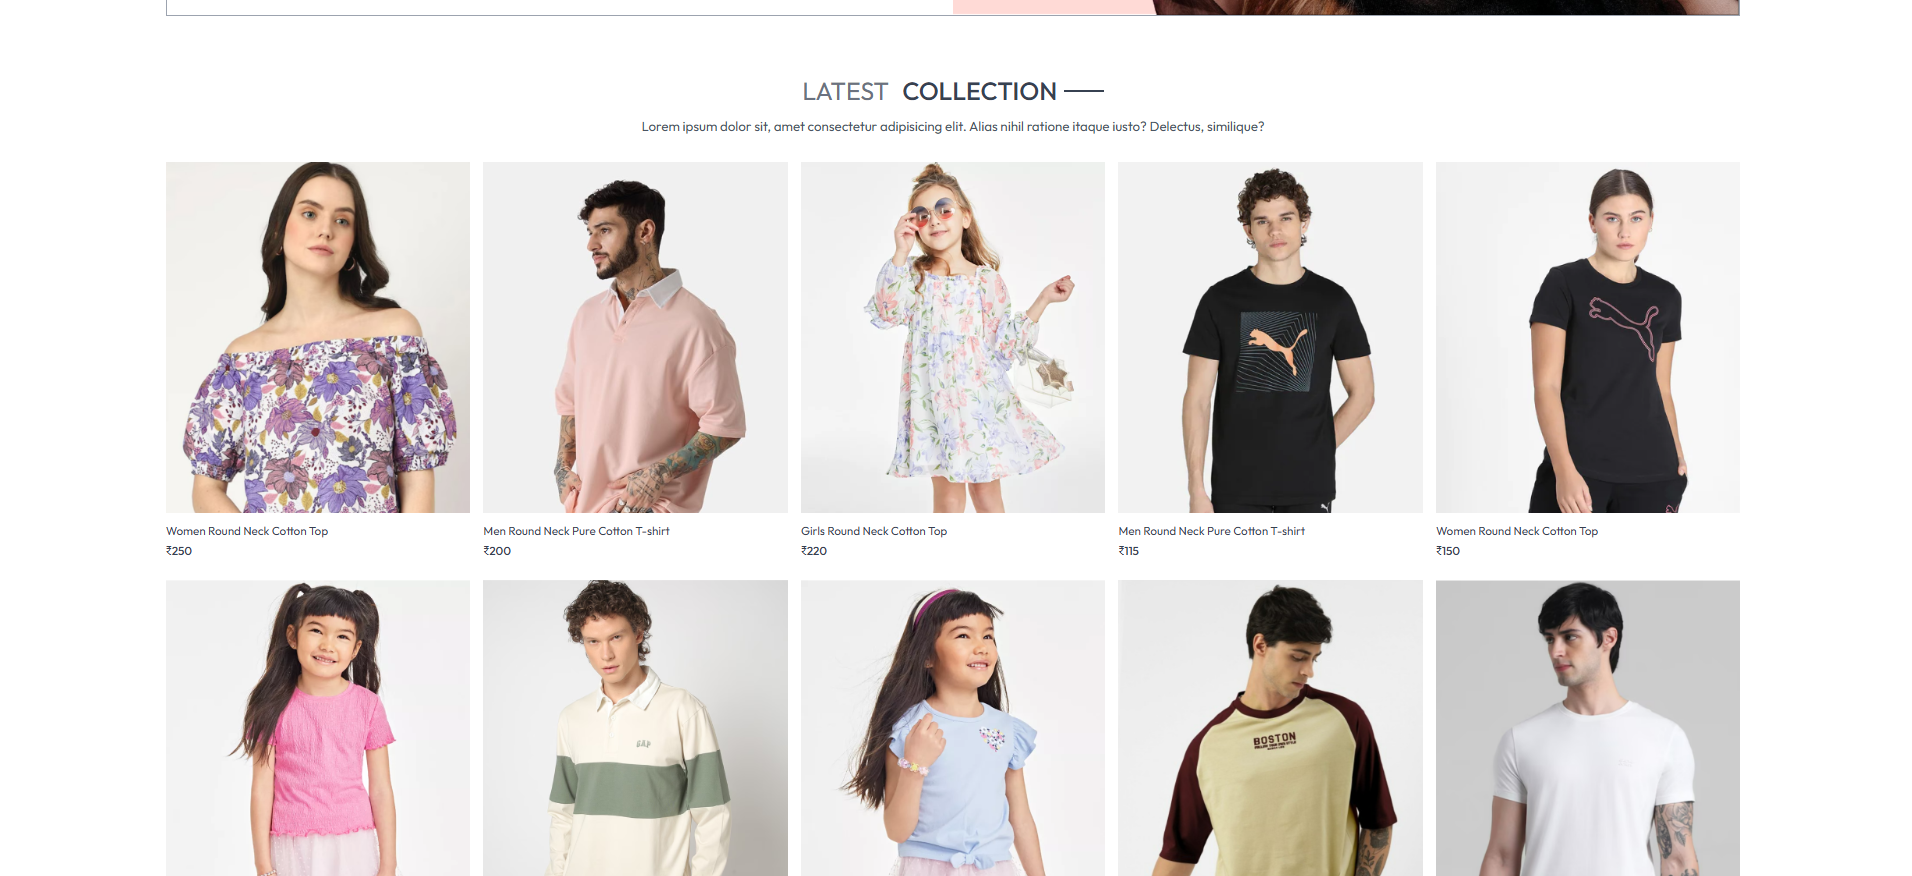 LATEST COLLECTION
Lorem ipsum dolor sit, amet consectetur adipisicing elit. Alias nihil ratione itaque iusto? Delectus, similique?
Women Round Neck Cotton Top
₹250
Men Round Neck Pure Cotton T-shirt
₹200
Girls Round Neck Cotton Top
₹220
Men Round Neck Pure Cotton T-shirt
₹115
Women Round Neck Cotton Top
₹150
GAP
BOSTON